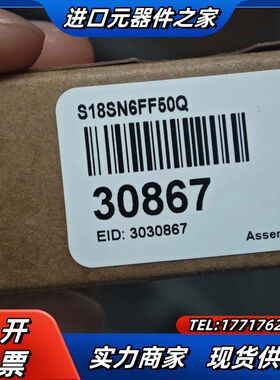 进口元器件之家
S18SN6FF50Q
30867
EID: 3030867
Assem
开
票
TEL:1771762
实力商家 现货供